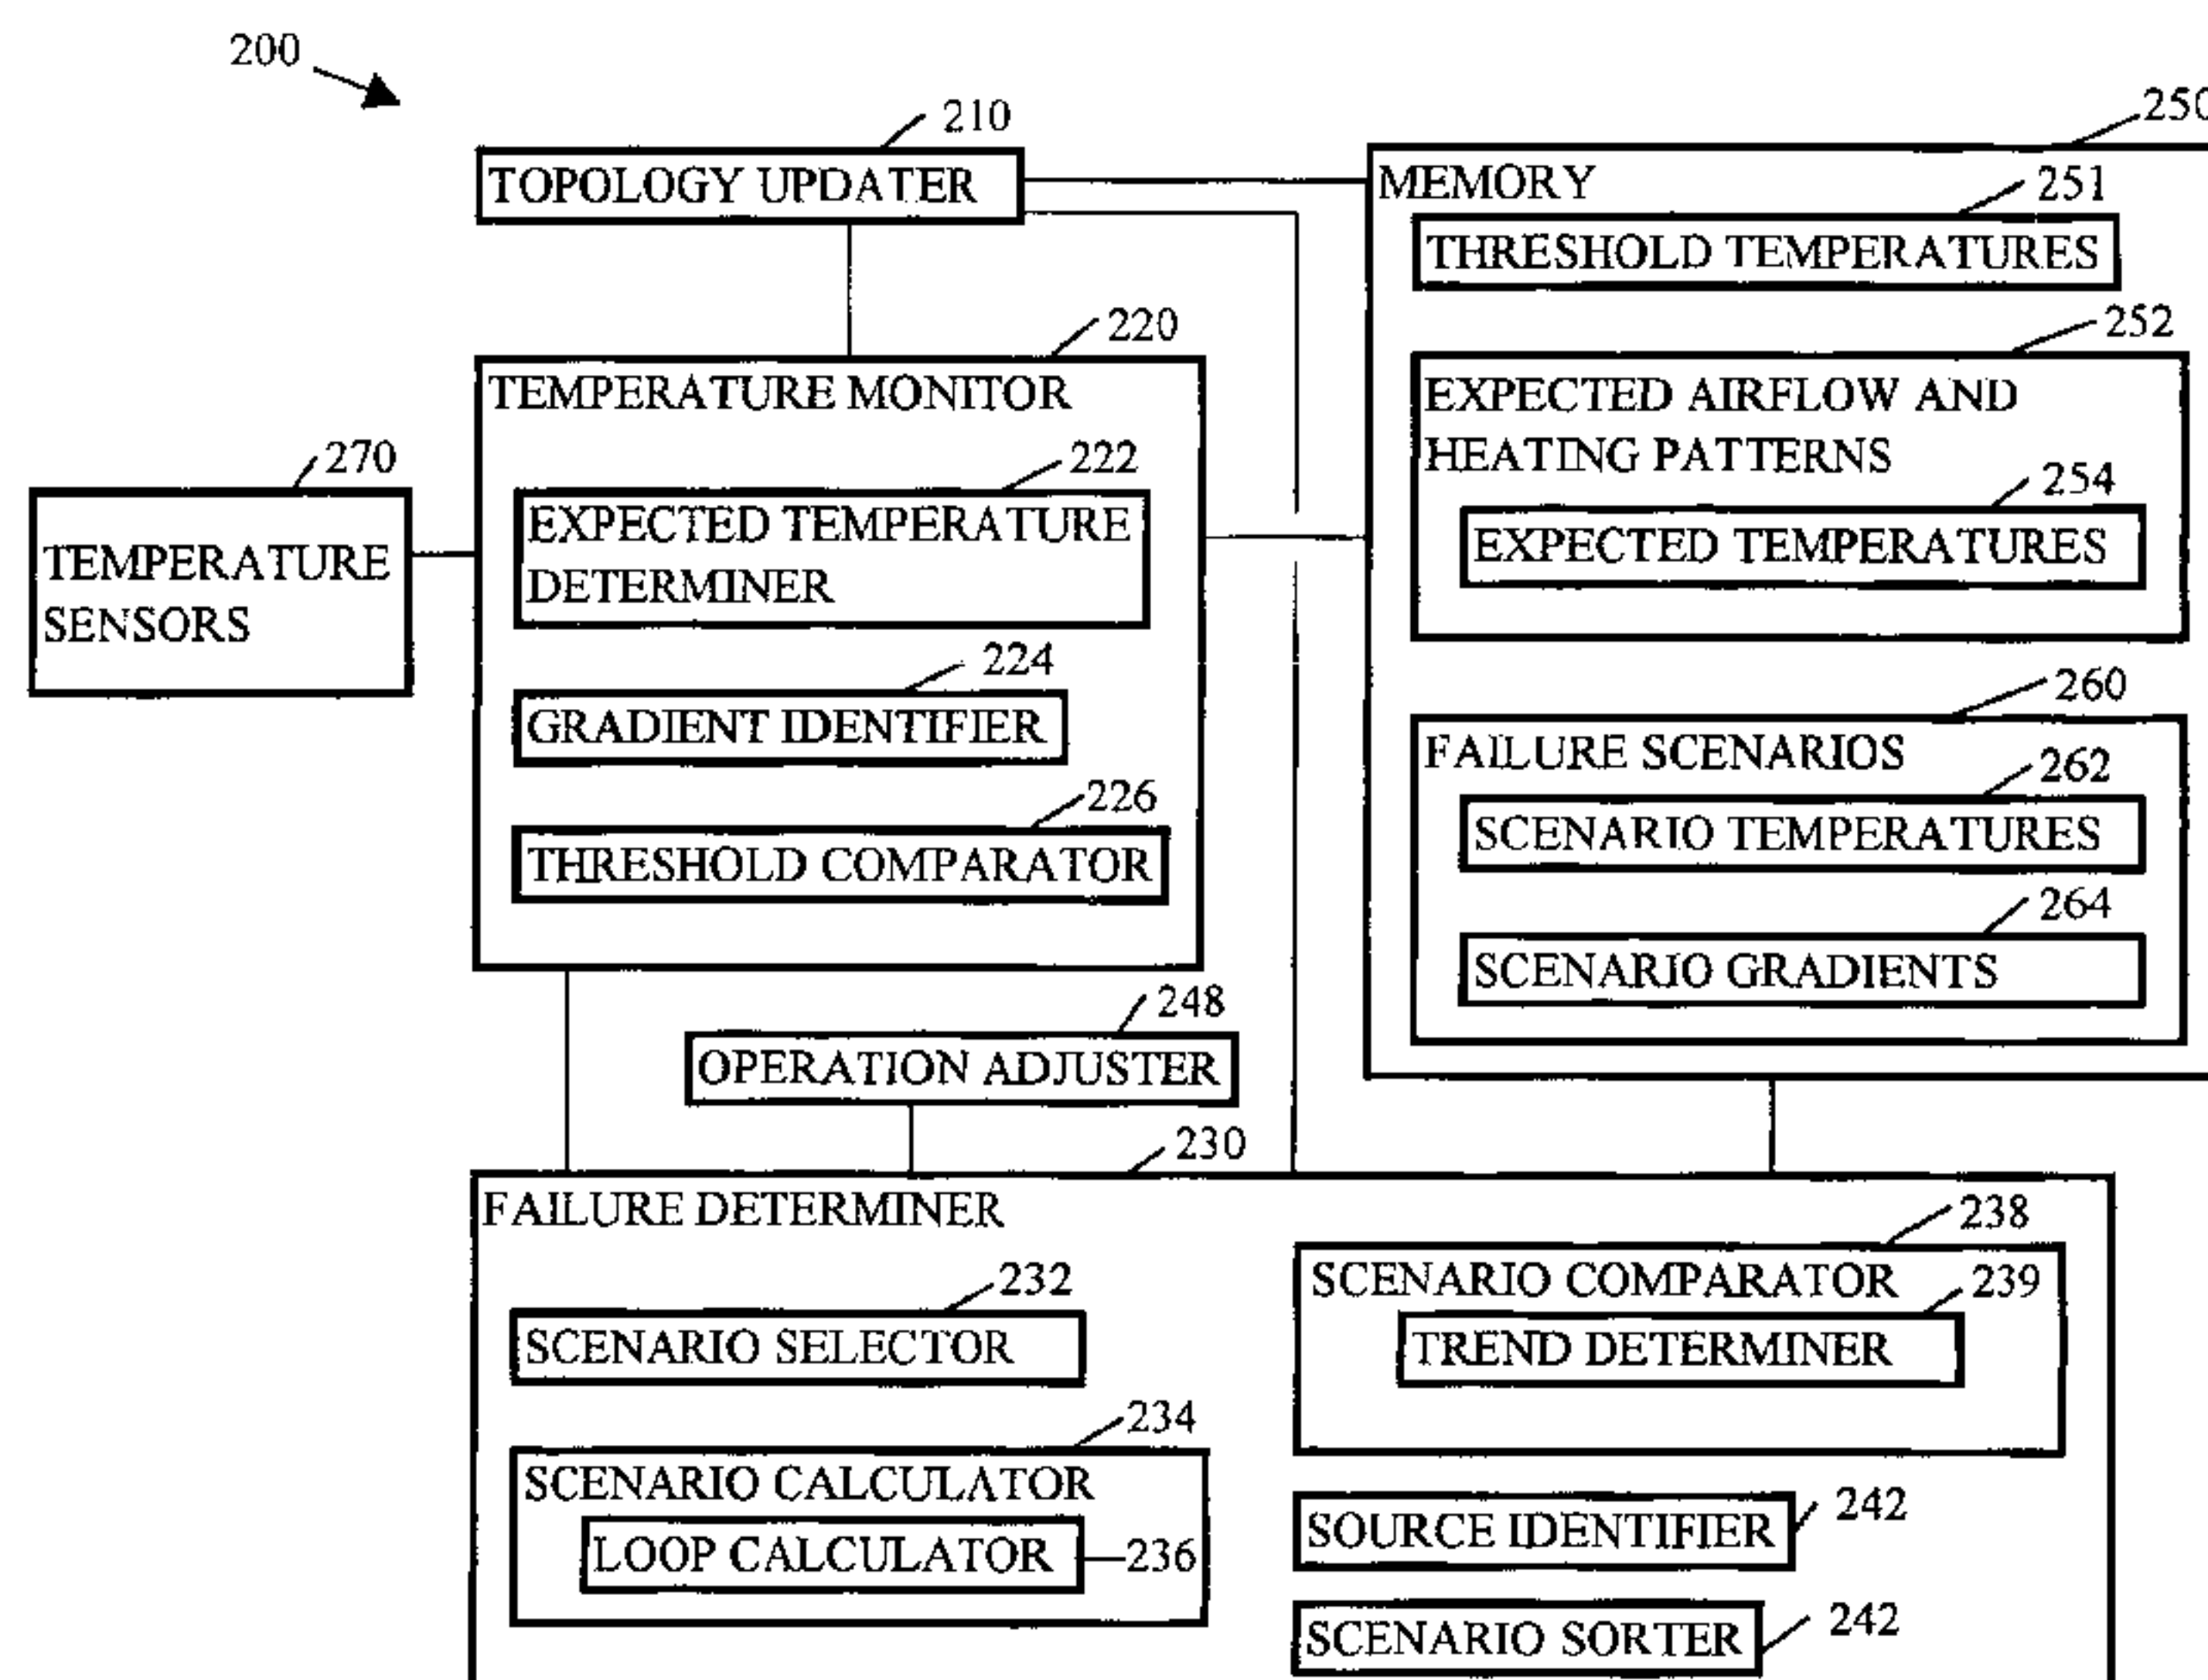 200
210
TOPOLOGY UPDATER
250
MEMORY
251
THRESHOLD TEMPERATURES
252
EXPECTED AIRFLOW AND
HEATING PATTERNS
254
EXPECTED TEMPERATURES
260
FAILURE SCENARIOS
262
SCENARIO TEMPERATURES
264
SCENARIO GRADIENTS
220
TEMPERATURE MONITOR
222
EXPECTED TEMPERATURE
DETERMINER
224
GRADIENT IDENTIFIER
226
THRESHOLD COMPARATOR
270
TEMPERATURE
SENSORS
248
OPERATION ADJUSTER
230
FAILURE DETERMINER
232
SCENARIO SELECTOR
234
SCENARIO CALCULATOR
LOOP CALCULATOR
236
238
SCENARIO COMPARATOR
239
TREND DETERMINER
242
SOURCE IDENTIFIER
242
SCENARIO SORTER